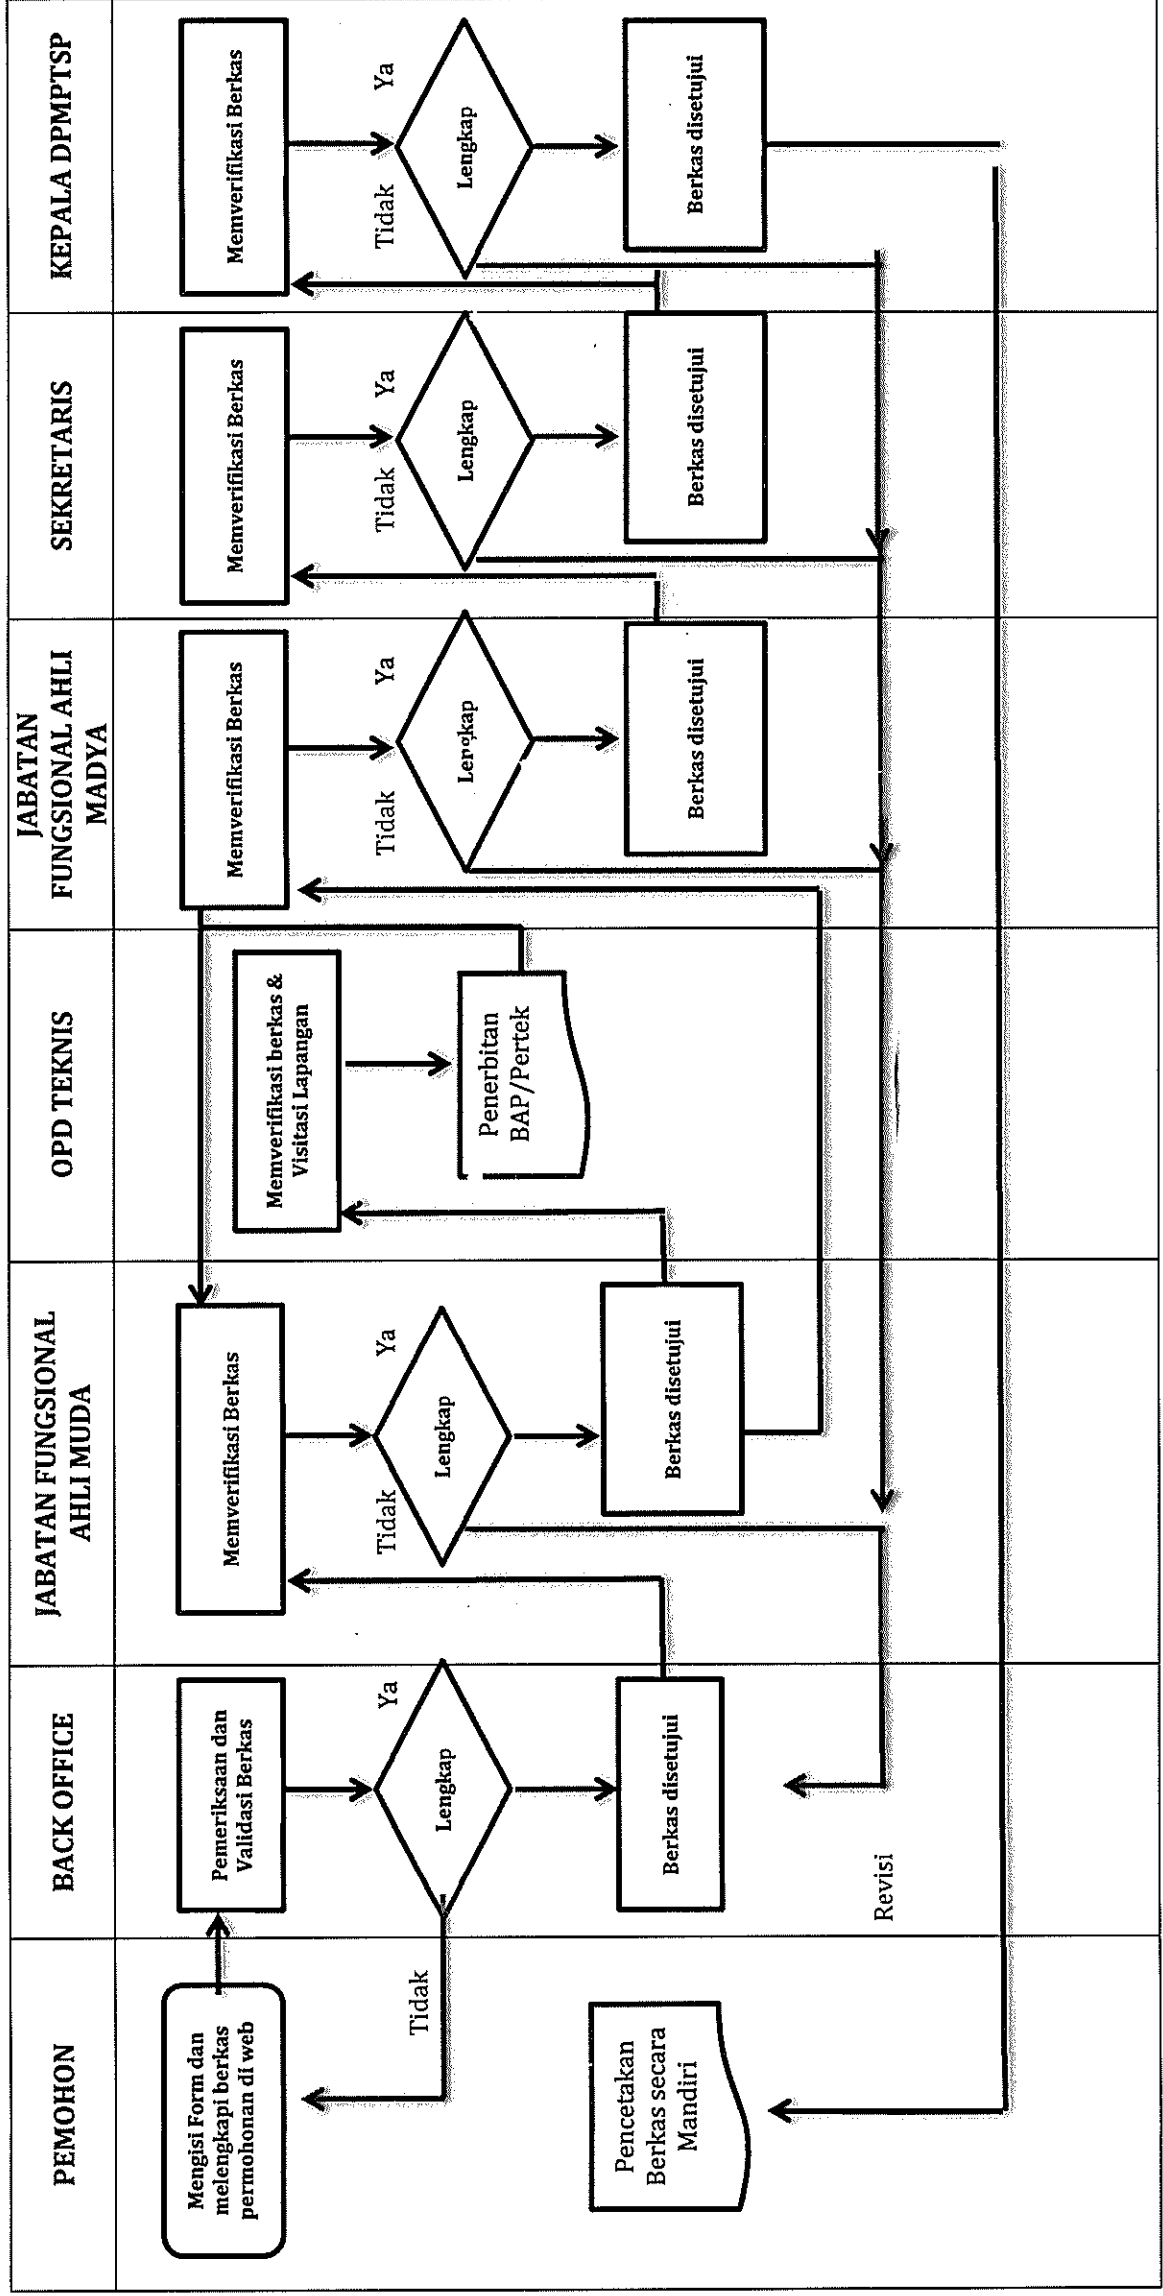 PEMOHON
BACK OFFICE
JABATAN FUNGSIONAL
AHLI MUDA
OPD TEKNIS
JABATAN
FUNGSIONAL AHLI
MADYA
SEKRETARIS
KEPALA DPMPTSP
Mengisi Form dan
melengkapi berkas
permohonan di web
Tidak
Pencetakan
Berkas secara
Mandiri
Pemeriksaan dan
Validasi Berkas
Ya
Lengkap
Berkas disetujui
Revisi
Memverifikasi Berkas
Tidak
Ya
Lengkap
Berkas disetujui
Memverifikasi berkas &
Visitasi Lapangan
Penerbitan
BAP/Pertek
Memverifikasi Berkas
Tidak
Ya
Lengkap
Berkas disetujui
Memverifikasi Berkas
Tidak
Ya
Lengkap
Berkas disetujui
Memverifikasi Berkas
Tidak
Ya
Lengkap
Berkas disetujui